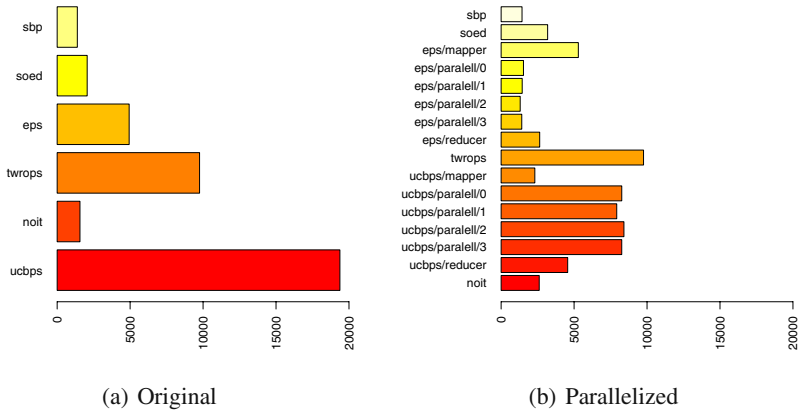 sbp
soed
eps
twrops
noit
ucbps
0
5000
10000
15000
20000
(a) Original
sbp
soed
eps/mapper
eps/paralell/0
eps/paralell/1
eps/paralell/2
eps/paralell/3
eps/reducer
twrops
ucbps/mapper
ucbps/paralell/0
ucbps/paralell/1
ucbps/paralell/2
ucbps/paralell/3
ucbps/reducer
noit
0
5000
10000
15000
20000
(b) Parallelized